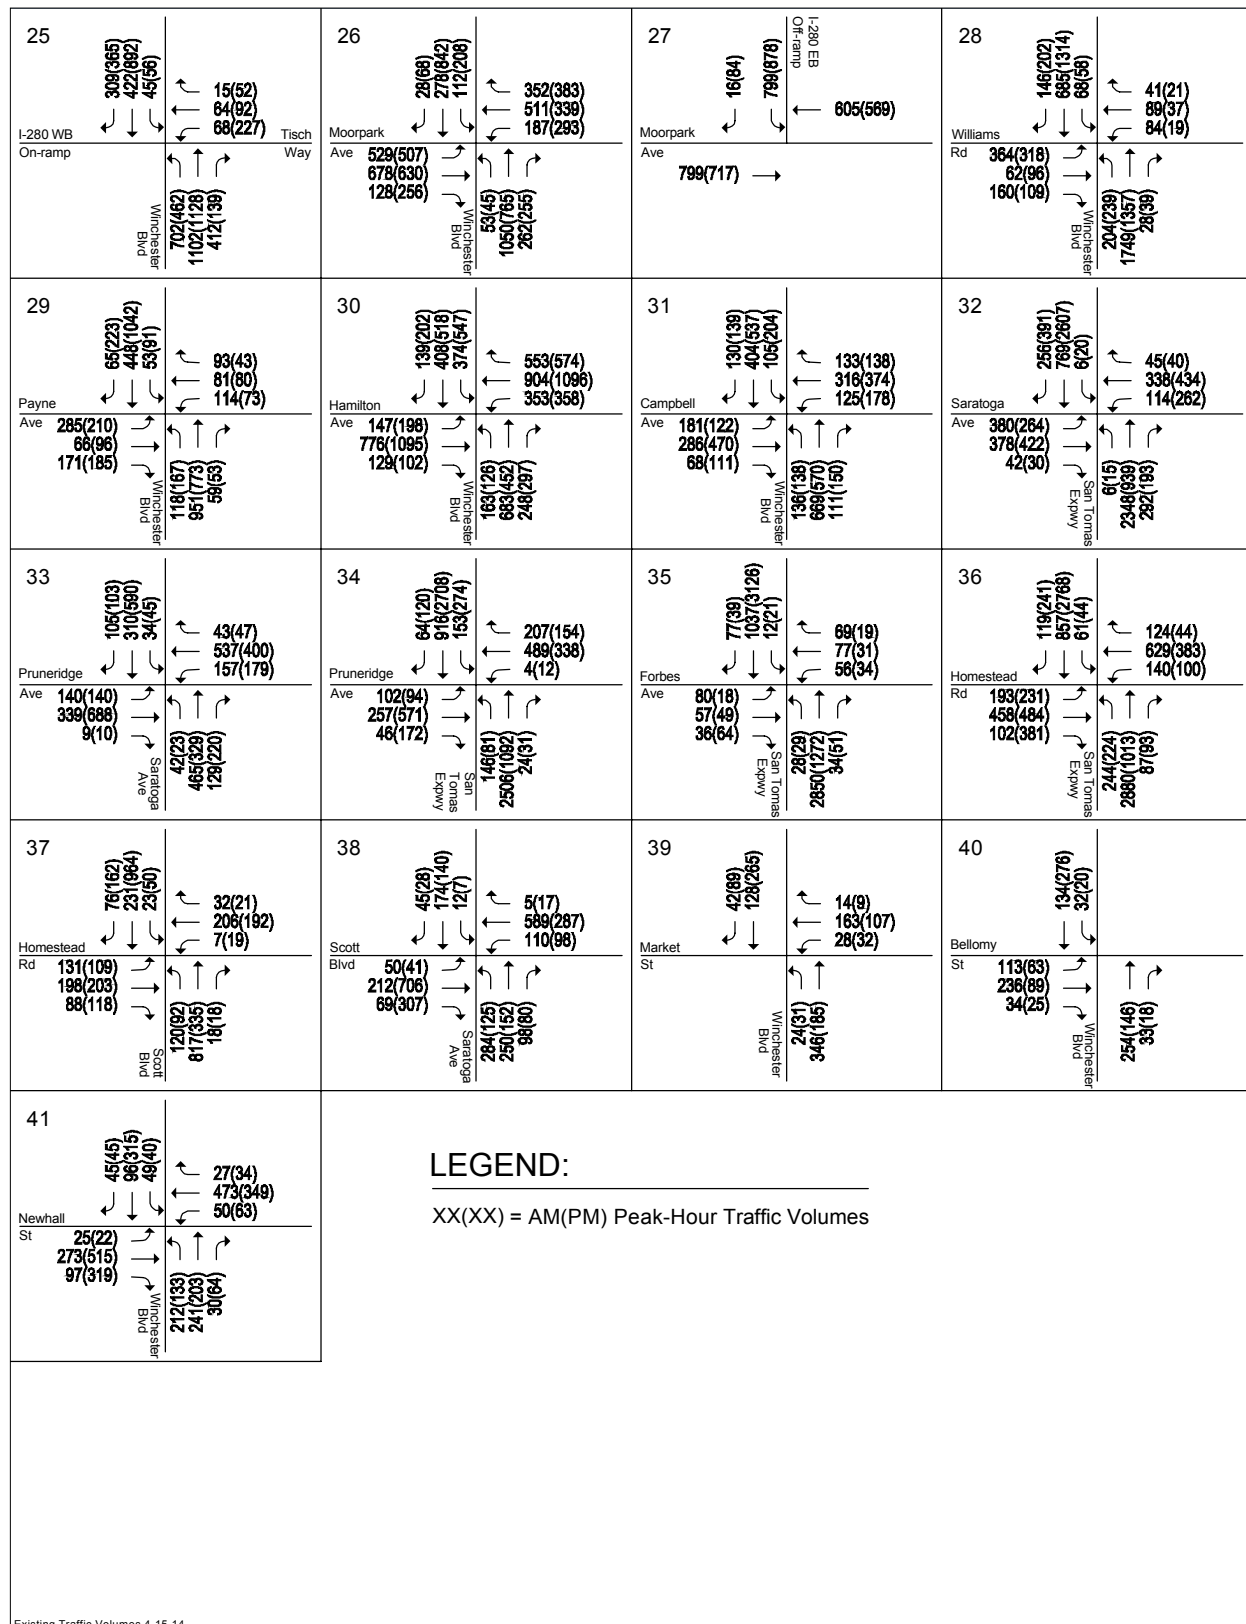 25
309(365)
422(892)
45(56)
15(52)
64(92)
68(227)
I-280 WB
On-ramp
Tisch
Way
Winchester
Blvd
702(462)
1102(1128)
412(139)
26
28(68)
278(842)
112(208)
352(383)
511(339)
187(293)
Moorpark
Ave
529(507)
678(630)
128(256)
Winchester
Blvd
53(45)
1050(765)
262(255)
27
16(84)
799(878)
I-280 EB
Off-ramp
605(569)
Moorpark
Ave
799(717)
28
146(202)
685(1314)
68(58)
41(21)
89(37)
84(19)
Williams
Rd
364(318)
62(96)
160(109)
Winchester
Blvd
204(239)
1749(1357)
28(39)
29
65(223)
448(1042)
53(91)
93(43)
81(80)
114(73)
Payne
Ave
285(210)
66(96)
171(185)
Winchester
Blvd
118(167)
951(773)
59(53)
30
139(202)
408(518)
374(547)
553(574)
904(1096)
353(358)
Hamilton
Ave
147(198)
776(1095)
129(102)
Winchester
Blvd
163(126)
683(452)
248(297)
31
130(139)
404(537)
105(204)
133(138)
316(374)
125(178)
Campbell
Ave
181(122)
286(470)
68(111)
Winchester
Blvd
136(138)
669(570)
111(150)
32
256(391)
769(2607)
6(20)
45(40)
338(434)
114(262)
Saratoga
Ave
380(264)
378(422)
42(30)
San Tomas
Expwy
6(15)
2348(939)
292(193)
33
105(103)
310(590)
34(45)
43(47)
537(400)
157(179)
Pruneridge
Ave
140(140)
339(688)
9(10)
Saratoga
Ave
42(23)
465(329)
129(220)
34
64(120)
916(2708)
153(274)
207(154)
489(338)
4(12)
Pruneridge
Ave
102(94)
257(571)
46(172)
San
Tomas
Expwy
146(81)
2506(1092)
24(31)
35
77(39)
1037(3126)
12(21)
69(19)
77(31)
56(34)
Forbes
Ave
80(18)
57(49)
36(64)
San Tomas
Expwy
28(29)
2850(1272)
34(51)
36
119(241)
857(2768)
61(44)
124(44)
629(383)
140(100)
Homestead
Rd
193(231)
458(484)
102(381)
San Tomas
Expwy
244(224)
2880(1013)
87(93)
37
76(162)
231(964)
23(50)
32(21)
206(192)
7(19)
Homestead
Rd
131(109)
198(203)
88(118)
Scott
Blvd
120(92)
817(335)
18(18)
38
45(28)
174(140)
12(7)
5(17)
589(287)
110(98)
Scott
Blvd
50(41)
212(706)
69(307)
Saratoga
Ave
284(125)
250(152)
98(80)
39
42(89)
128(265)
14(9)
163(107)
28(32)
Market
St
Winchester
Blvd
24(31)
346(185)
40
134(276)
32(20)
Bellomy
St
113(63)
236(89)
34(25)
Winchester
Blvd
254(146)
33(18)
41
45(45)
96(315)
49(40)
27(34)
473(349)
50(63)
Newhall
St
25(22)
273(515)
97(319)
Winchester
Blvd
212(133)
241(203)
30(64)
LEGEND:
XX(XX) = AM(PM) Peak-Hour Traffic Volumes
Existing Traffic Volumes 4-15-14